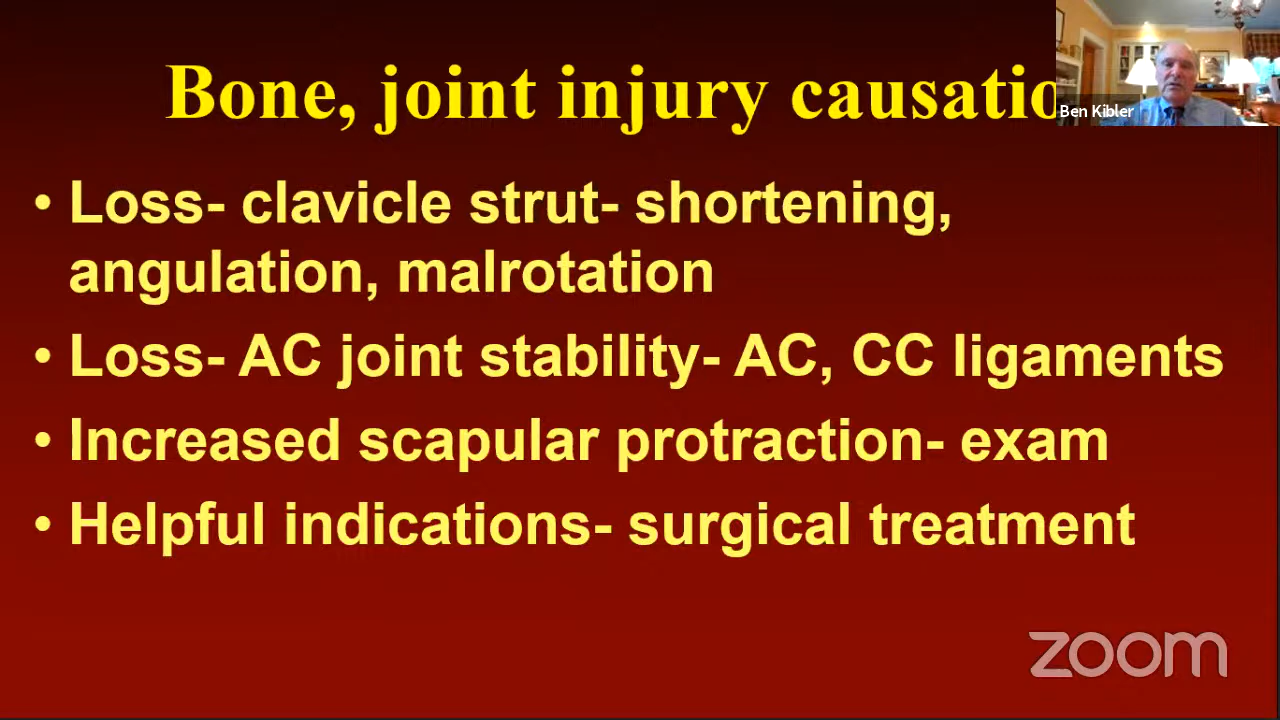 Bone, joint injury causatio
Ben Kibler
• Loss- clavicle strut- shortening,
angulation, malrotation
• Loss- AC joint stability- AC, CC ligaments
• Increased scapular protraction- exam
• Helpful indications- surgical treatment
zoom